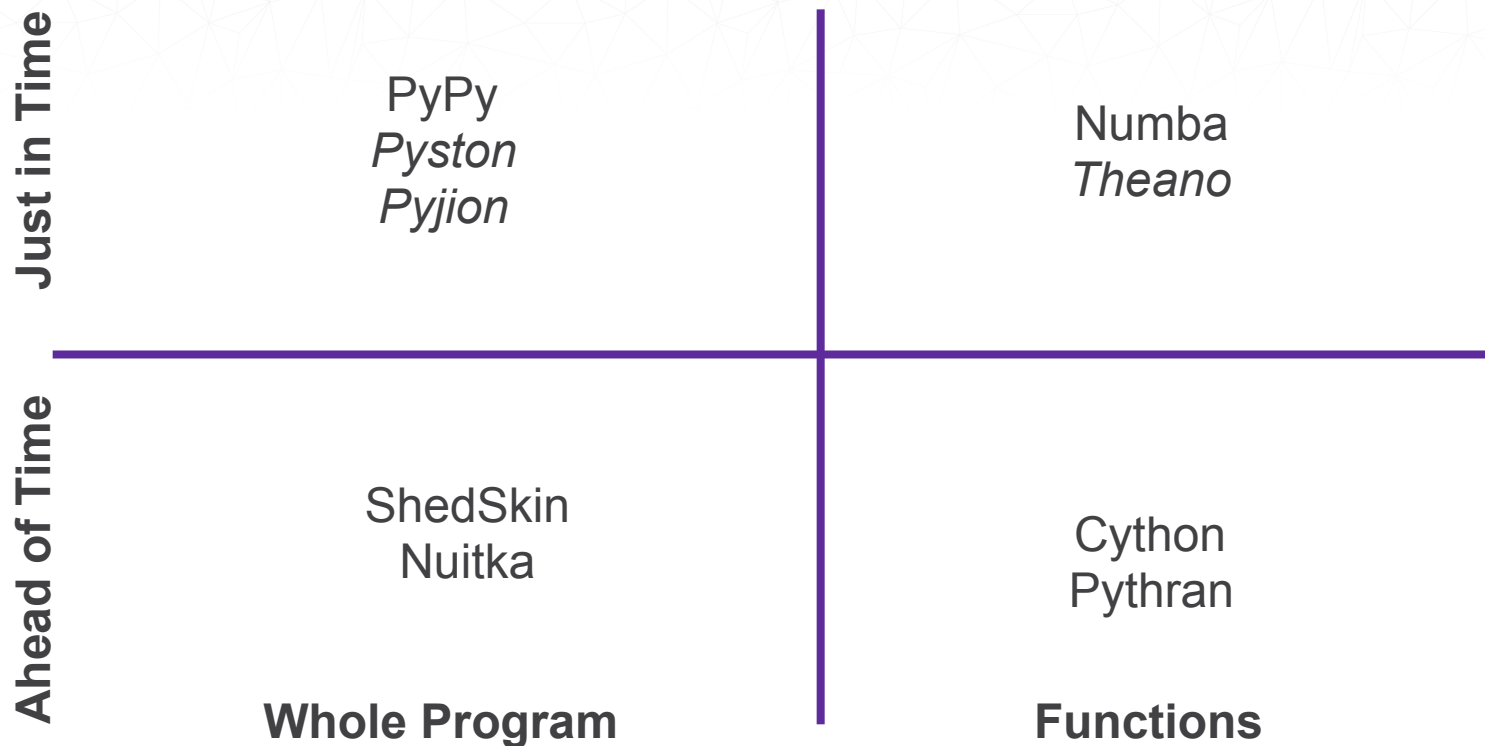 Just in Time
PyPy
Pyston
Pyjion
Numba
Theano
Ahead of Time
ShedSkin
Nuitka
Cython
Pythran
Whole Program
Functions